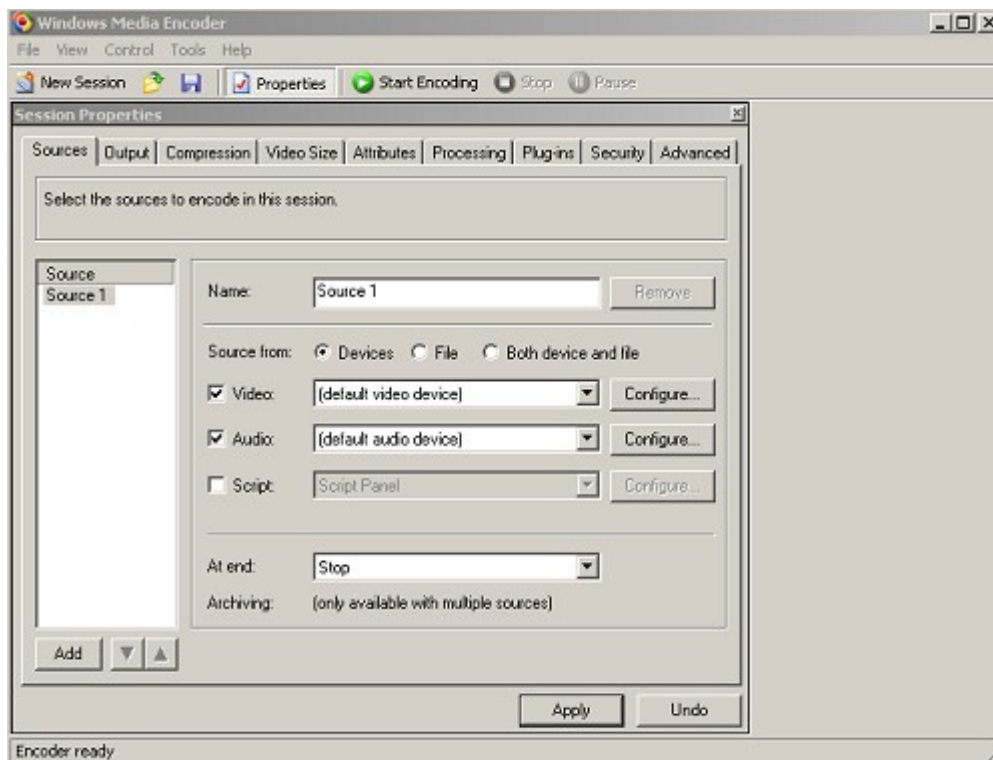 Windows Media Encoder
File View Control Tools Help
New Session Properties Start Encoding Stop Pause
Session Properties
Sources Output Compression Video Size Attributes Processing Plug-ins Security Advanced
Select the sources to encode in this session.
Source
Source 1
Name: Source 1 Remove
Source from: Devices File Both device and file
Video: (default video device) Configure...
Audio: (default audio device) Configure...
Script: Script Panel Configure...
At end: Stop
Archiving: (only available with multiple sources)
Add
Apply Undo
Encoder ready